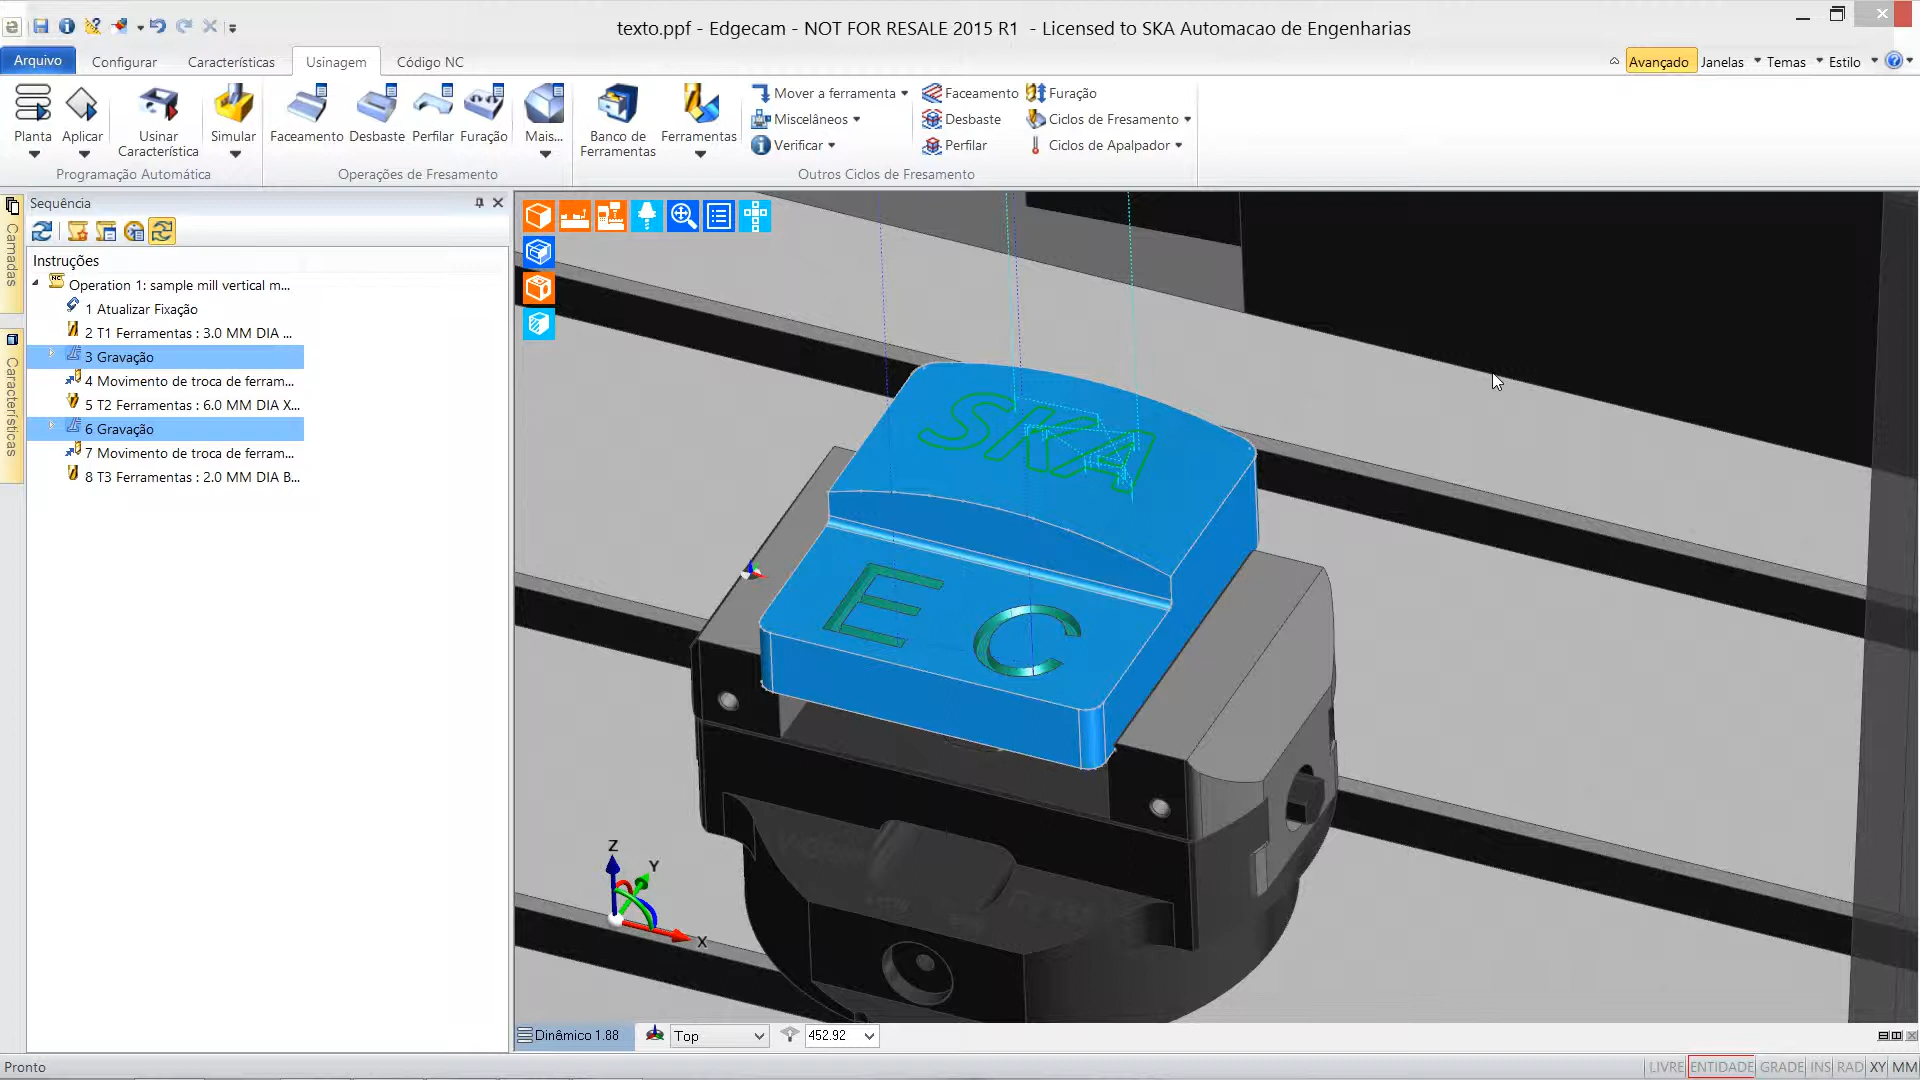 texto.ppf - Edgecam - NOT FOR RESALE 2015 R1 - Licensed to SKA Automacao de Engenharias
Arquivo Configurar Características Usinagem Código NC
Avançado Janelas Temas Estilo
Planta Aplicar Usinar Característica Simular
Programação Automática
Faceamento Desbaste Perfilar Furação Mais...
Operações de Fresamento
Banco de Ferramentas Ferramentas
Mover a ferramenta Faceamento Furação
Miscelâneos Desbaste Ciclos de Fresamento
Verificar Perfilar Ciclos de Apalpador
Outros Ciclos de Fresamento
Camadas
Características
Sequência
Instruções
Operation 1: sample mill vertical m...
1 Atualizar Fixação
2 T1 Ferramentas : 3.0 MM DIA ...
3 Gravação
4 Movimento de troca de ferram...
5 T2 Ferramentas : 6.0 MM DIA X...
6 Gravação
7 Movimento de troca de ferram...
8 T3 Ferramentas : 2.0 MM DIA B...
SKA
E C
Z
Y
X
Dinâmico 1.88 Top 452.92
Pronto
LIVRE ENTIDADE GRADE INS RAD XY MM